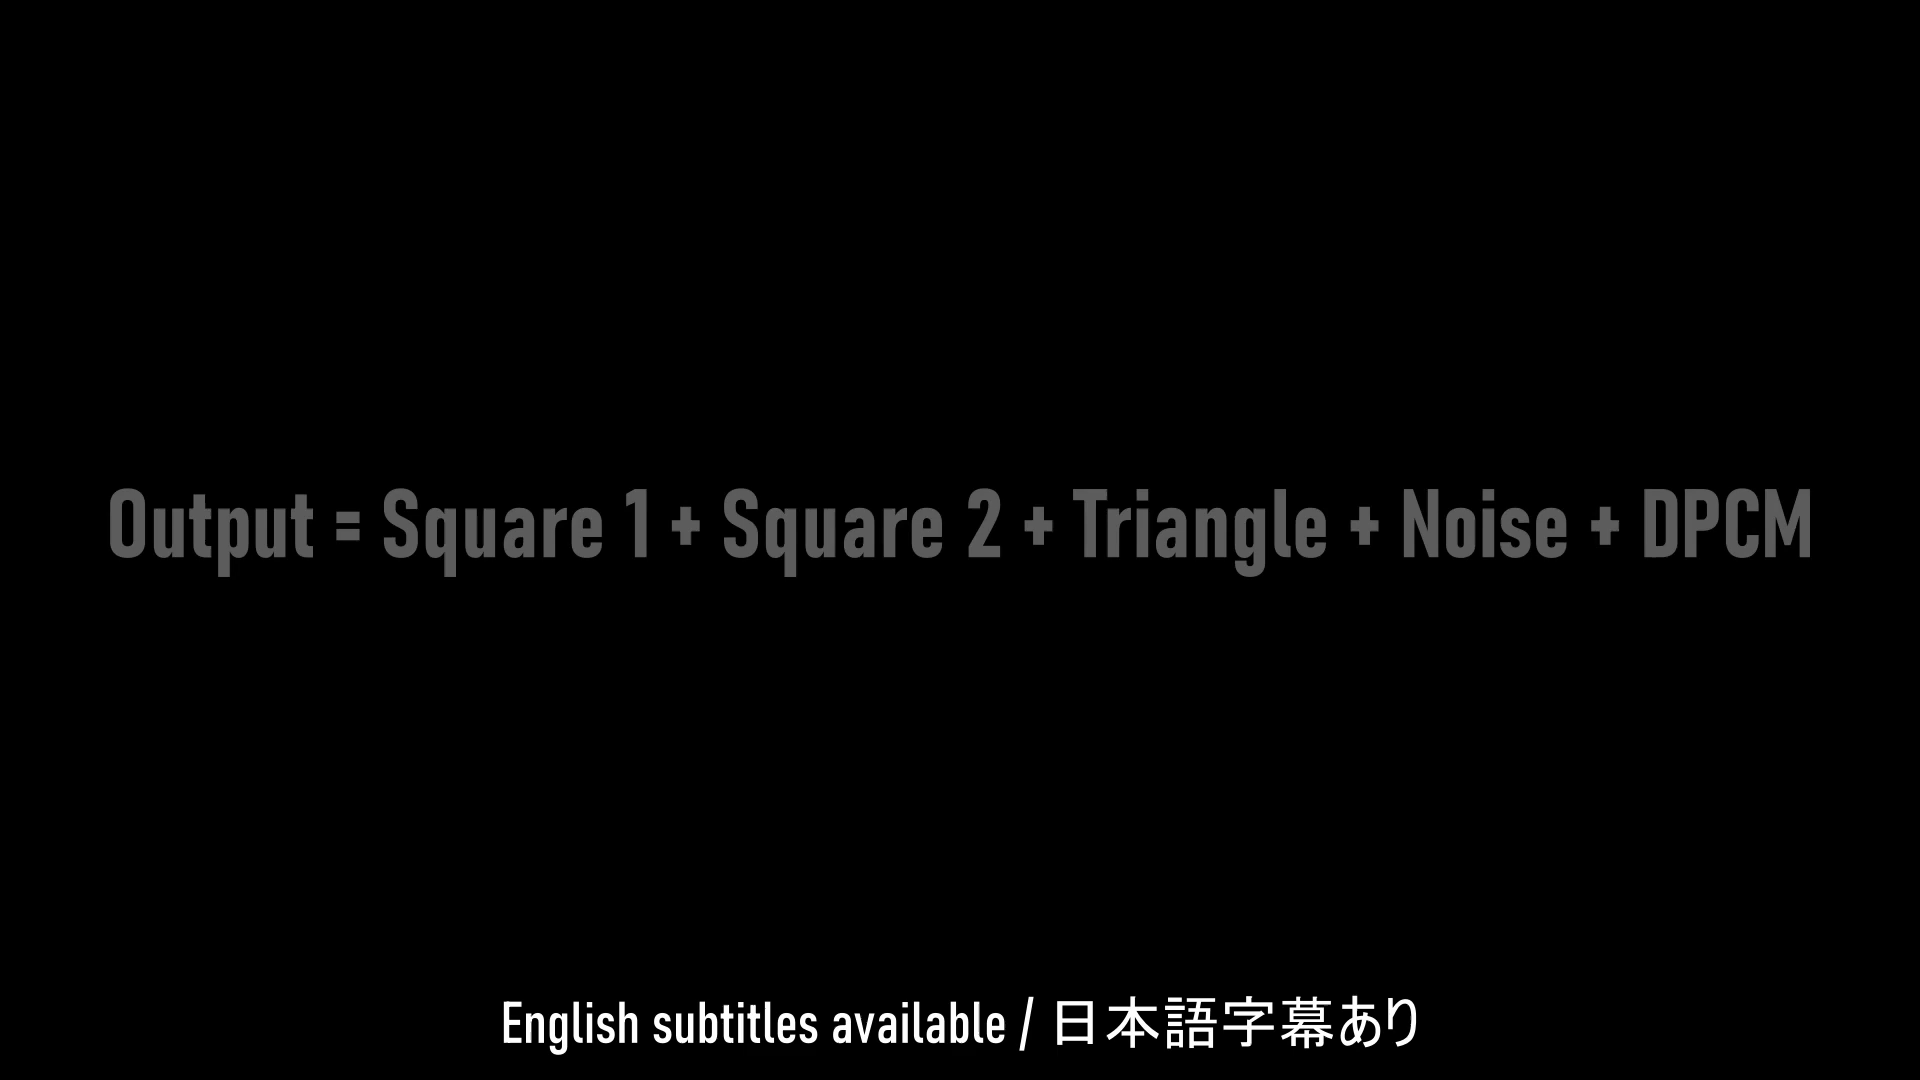 Output = Square 1 + Square 2 + Triangle + Noise + DPCM
English subtitles available / 日本語字幕あり